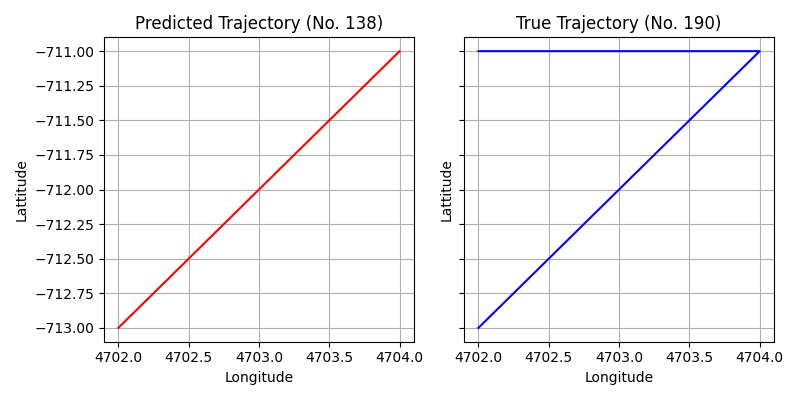 Predicted Trajectory (No. 138)
True Trajectory (No. 190)
Lattitude
−711.00
−711.25
−711.50
−711.75
−712.00
−712.25
−712.50
−712.75
−713.00
4702.0 4702.5 4703.0 4703.5 4704.0
Longitude
Lattitude
4702.0 4702.5 4703.0 4703.5 4704.0
Longitude